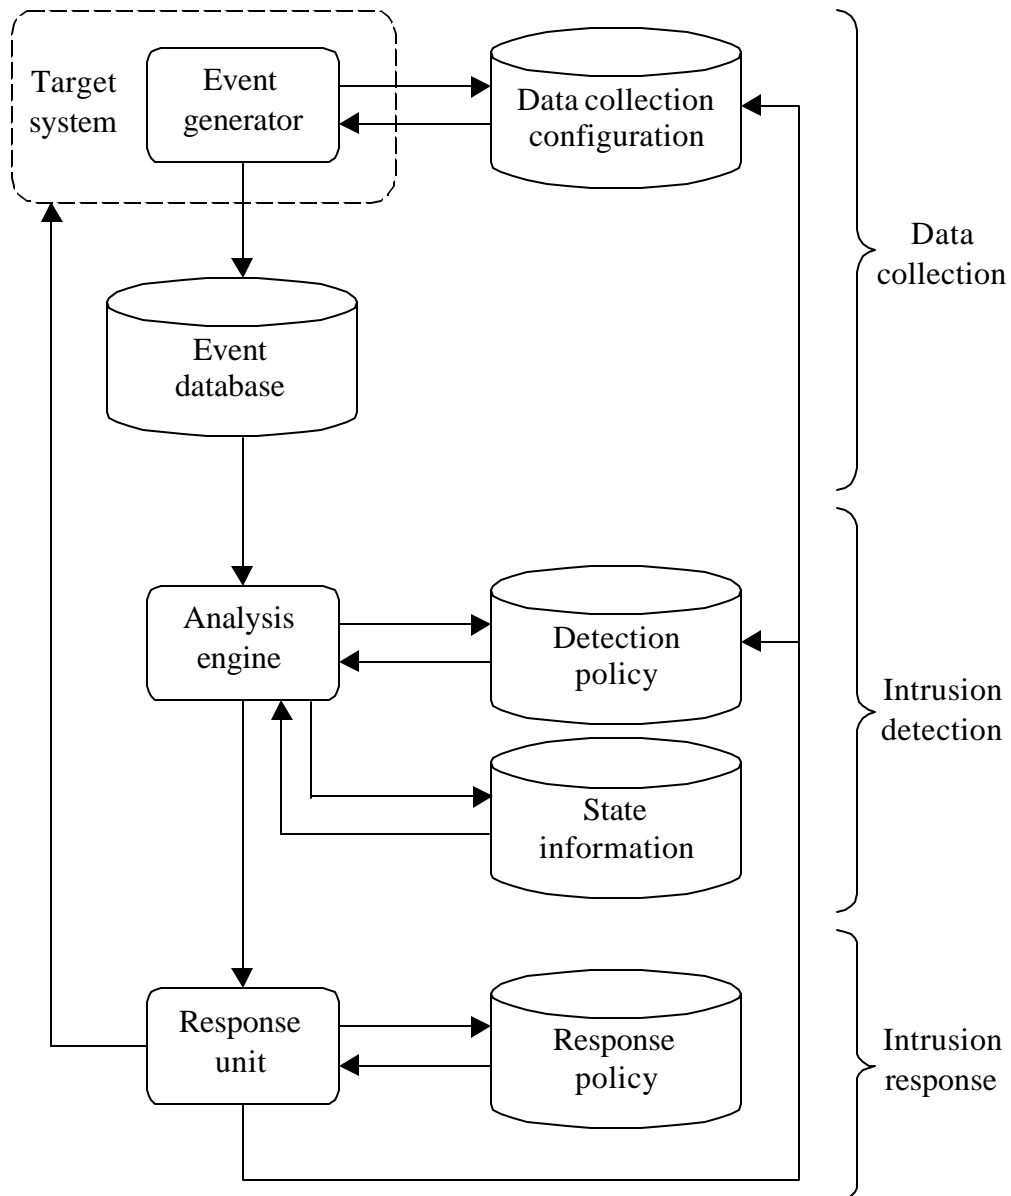 Target
system
Event
generator
Data collection
configuration
Data
collection
Event
database
Analysis
engine
Detection
policy
Intrusion
detection
State
information
Response
unit
Response
policy
Intrusion
response